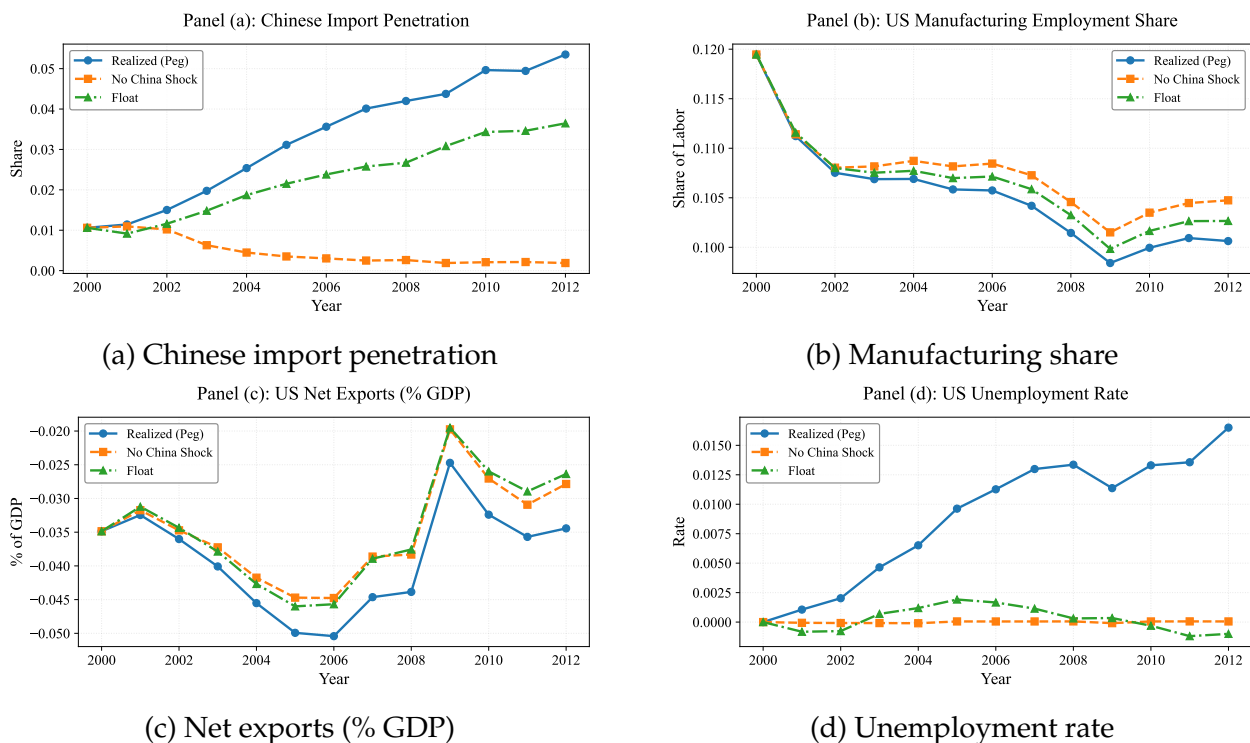 Panel (a): Chinese Import Penetration
Realized (Peg)
No China Shock
Float
0.05
0.04
0.03
0.02
0.01
0.00
Share
2000 2002 2004 2006 2008 2010 2012
Year
(a) Chinese import penetration
Panel (b): US Manufacturing Employment Share
Realized (Peg)
No China Shock
Float
0.120
0.115
0.110
0.105
0.100
Share of Labor
2000 2002 2004 2006 2008 2010 2012
Year
(b) Manufacturing share
Panel (c): US Net Exports (% GDP)
Realized (Peg)
No China Shock
Float
−0.020
−0.025
−0.030
−0.035
−0.040
−0.045
−0.050
% of GDP
2000 2002 2004 2006 2008 2010 2012
Year
(c) Net exports (% GDP)
Panel (d): US Unemployment Rate
Realized (Peg)
No China Shock
Float
0.0150
0.0125
0.0100
0.0075
0.0050
0.0025
0.0000
Rate
2000 2002 2004 2006 2008 2010 2012
Year
(d) Unemployment rate